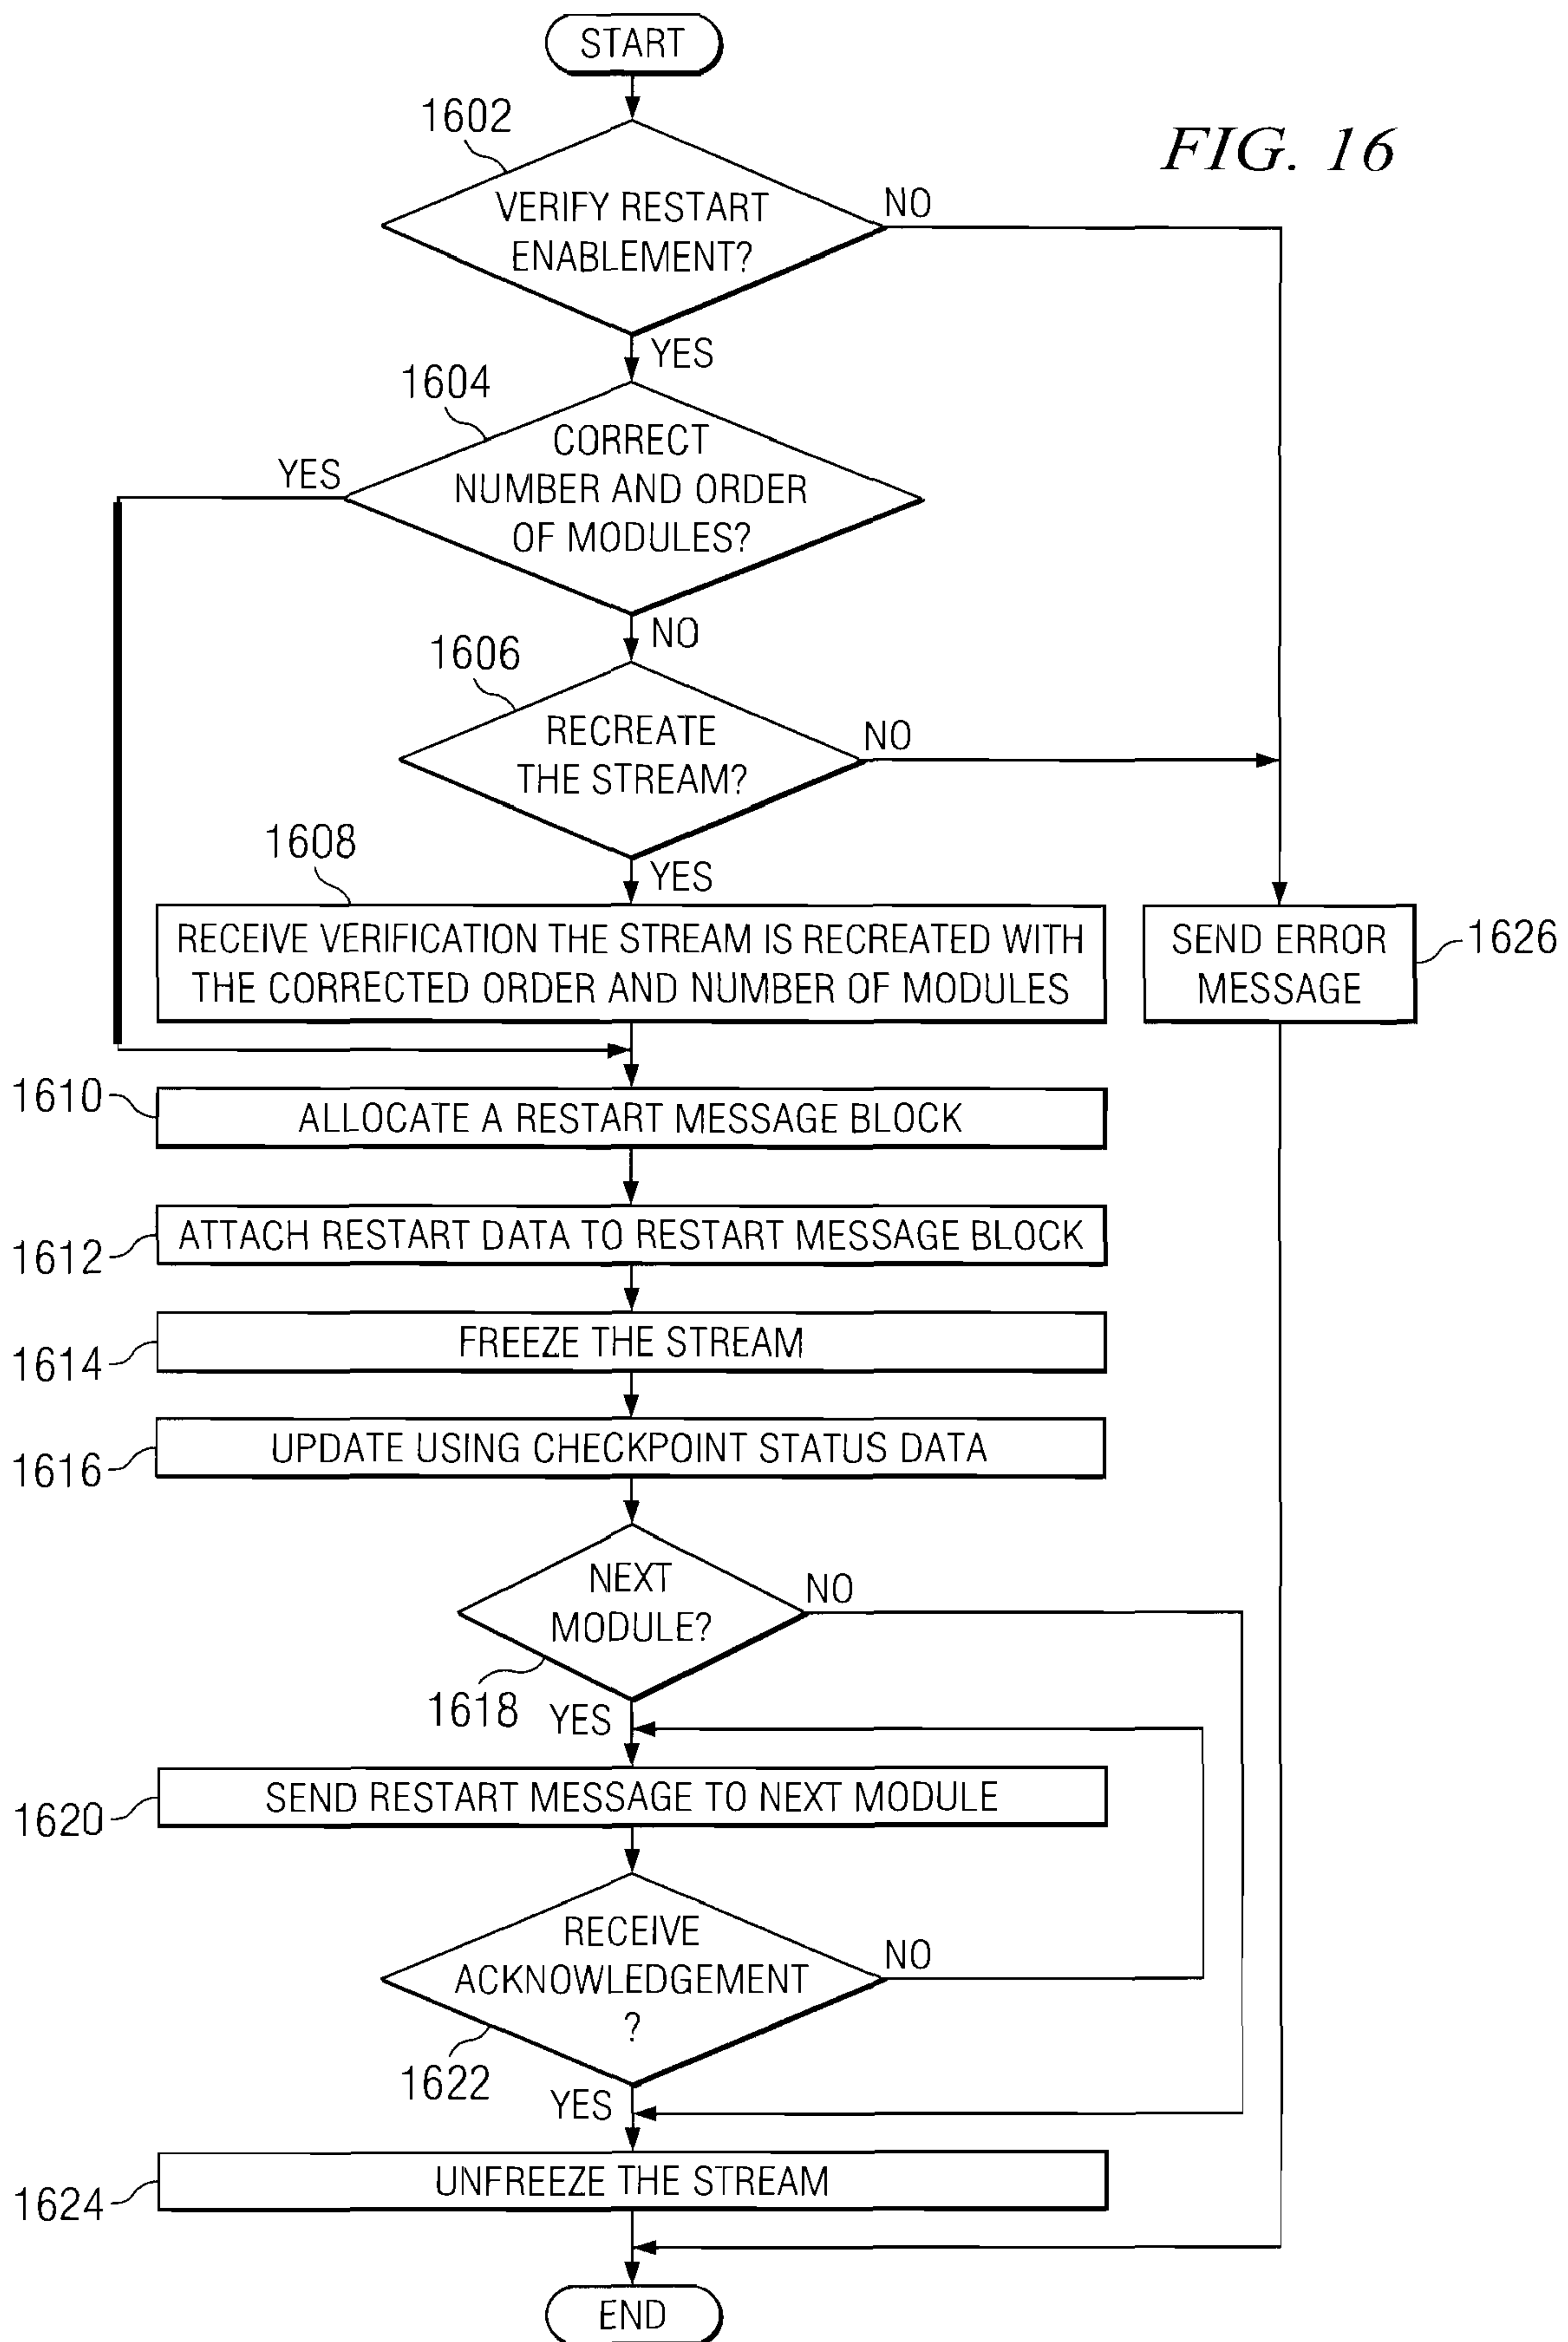 START
FIG. 16
1602
VERIFY RESTART
ENABLEMENT?
NO
YES
1604
CORRECT
NUMBER AND ORDER
OF MODULES?
YES
NO
1606
RECREATE
THE STREAM?
NO
YES
1608
RECEIVE VERIFICATION THE STREAM IS RECREATED WITH
THE CORRECTED ORDER AND NUMBER OF MODULES
SEND ERROR
MESSAGE
1626
1610
ALLOCATE A RESTART MESSAGE BLOCK
1612
ATTACH RESTART DATA TO RESTART MESSAGE BLOCK
1614
FREEZE THE STREAM
1616
UPDATE USING CHECKPOINT STATUS DATA
NEXT
MODULE?
NO
1618
YES
1620
SEND RESTART MESSAGE TO NEXT MODULE
RECEIVE
ACKNOWLEDGEMENT
?
NO
1622
YES
1624
UNFREEZE THE STREAM
END